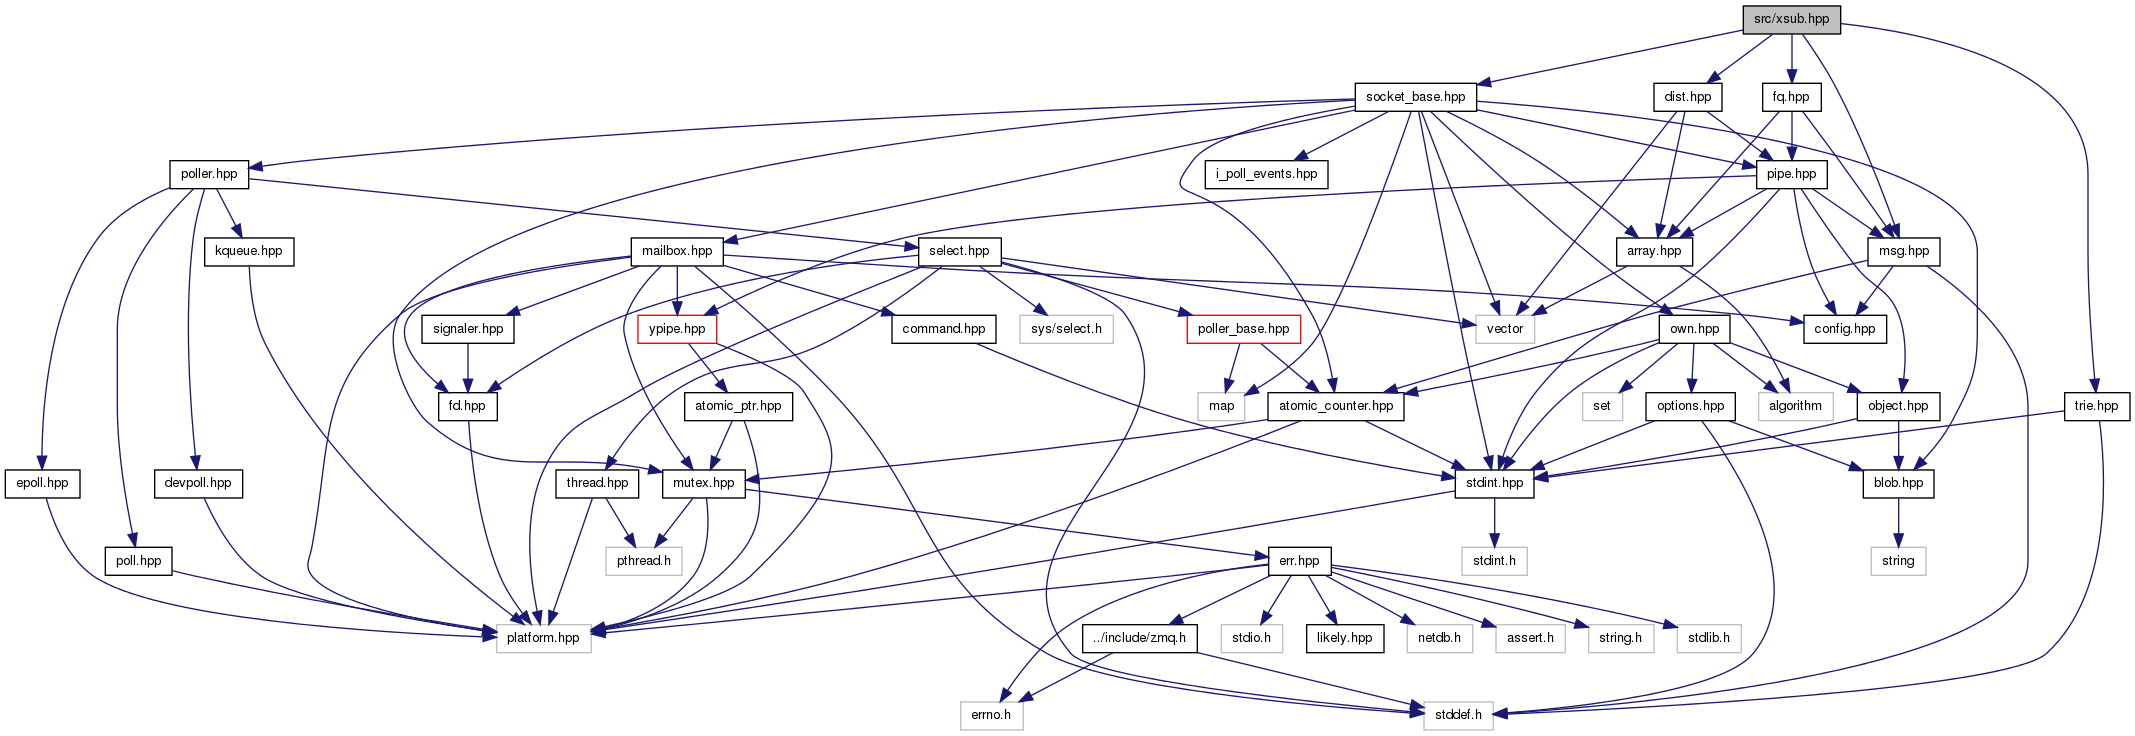 src/xsub.hpp
socket_base.hpp
dist.hpp
fq.hpp
poller.hpp
i_poll_events.hpp
pipe.hpp
kqueue.hpp
mailbox.hpp
select.hpp
array.hpp
msg.hpp
signaler.hpp
ypipe.hpp
command.hpp
sys/select.h
poller_base.hpp
vector
own.hpp
config.hpp
fd.hpp
atomic_ptr.hpp
map
atomic_counter.hpp
set
options.hpp
algorithm
object.hpp
trie.hpp
epoll.hpp
devpoll.hpp
thread.hpp
mutex.hpp
stdint.hpp
blob.hpp
poll.hpp
pthread.h
err.hpp
stdint.h
string
platform.hpp
../include/zmq.h
stdio.h
likely.hpp
netdb.h
assert.h
string.h
stdlib.h
errno.h
stddef.h